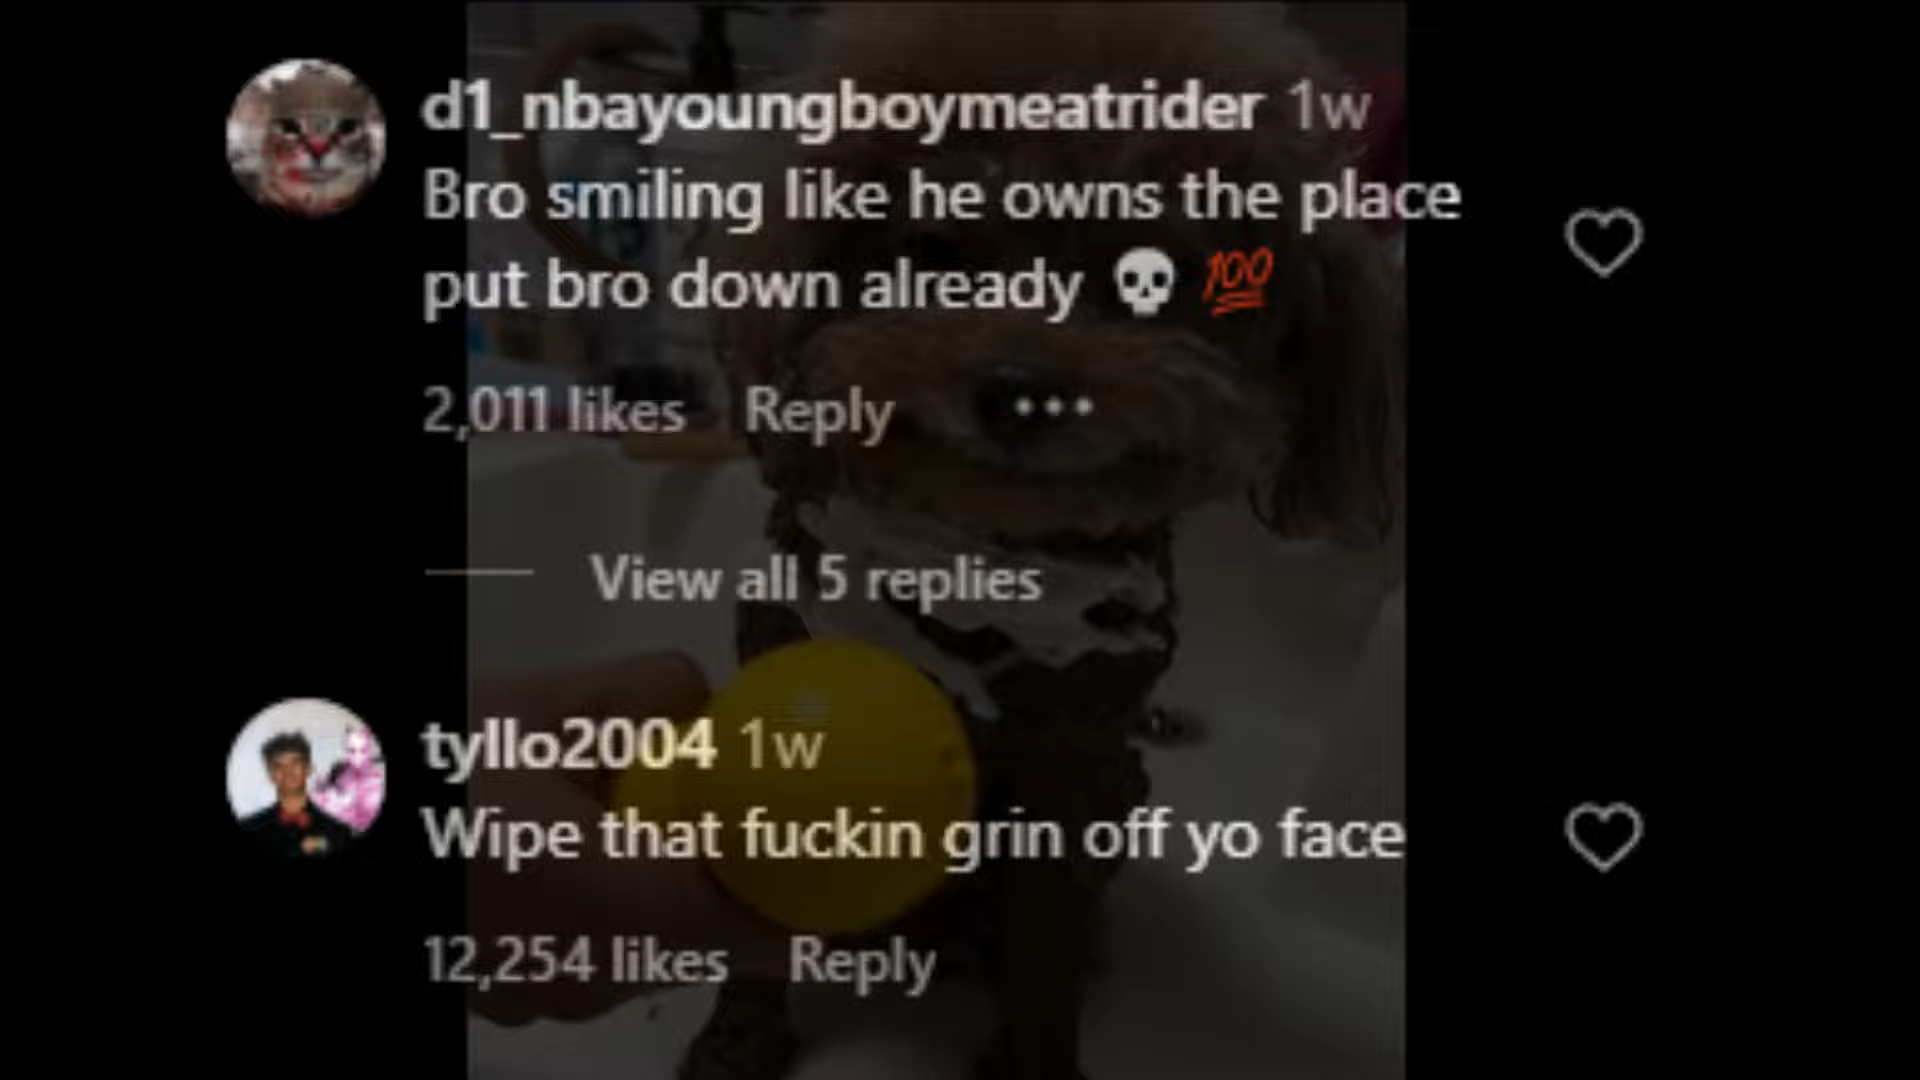 d1_nbayoungboymeatrider 1w
Bro smiling like he owns the place
put bro down already 💀 💯
2,011 likes Reply •••
View all 5 replies
tyllo2004 1w
Wipe that fuckin grin off yo face
12,254 likes Reply